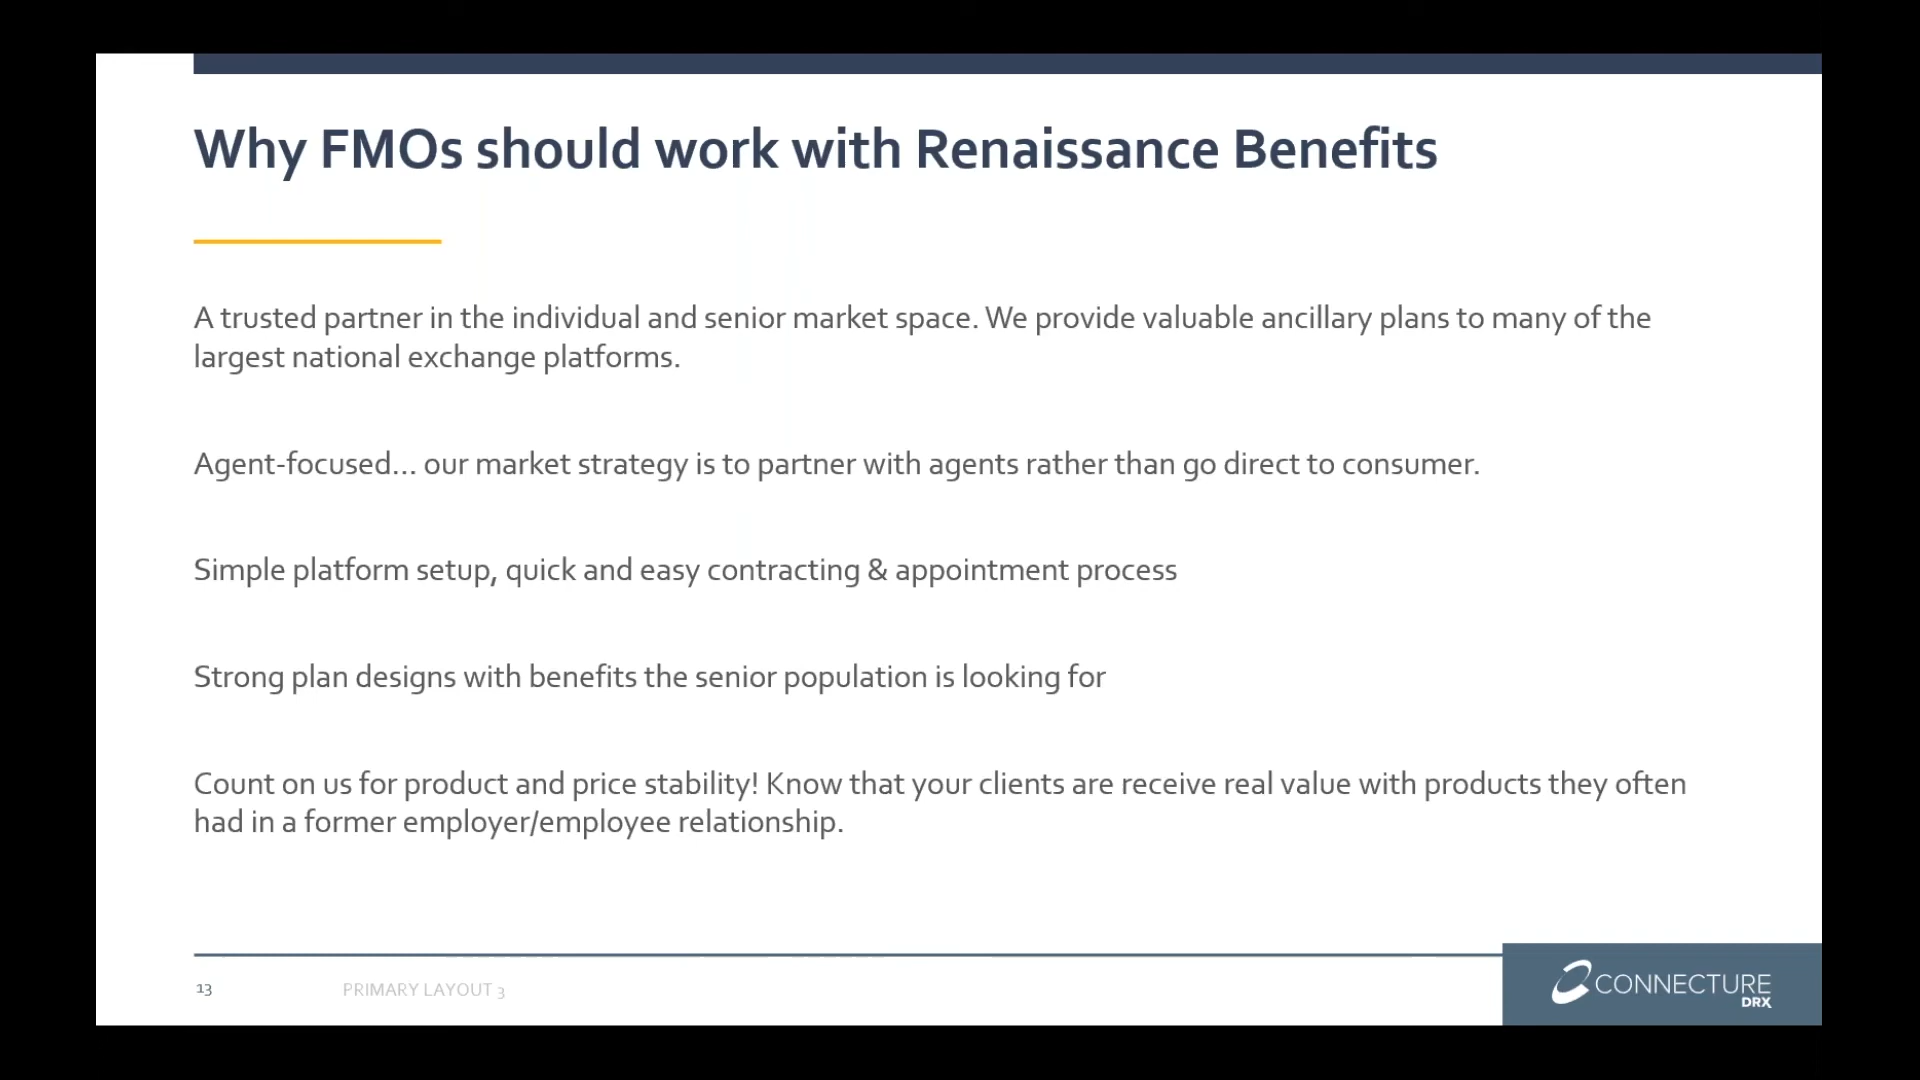 Why FMOs should work with Renaissance Benefits
A trusted partner in the individual and senior market space. We provide valuable ancillary plans to many of the
largest national exchange platforms.
Agent-focused... our market strategy is to partner with agents rather than go direct to consumer.
Simple platform setup, quick and easy contracting & appointment process
Strong plan designs with benefits the senior population is looking for
Count on us for product and price stability! Know that your clients are receive real value with products they often
had in a former employer/employee relationship.
13
PRIMARY LAYOUT 3
CONNECTURE
DRX